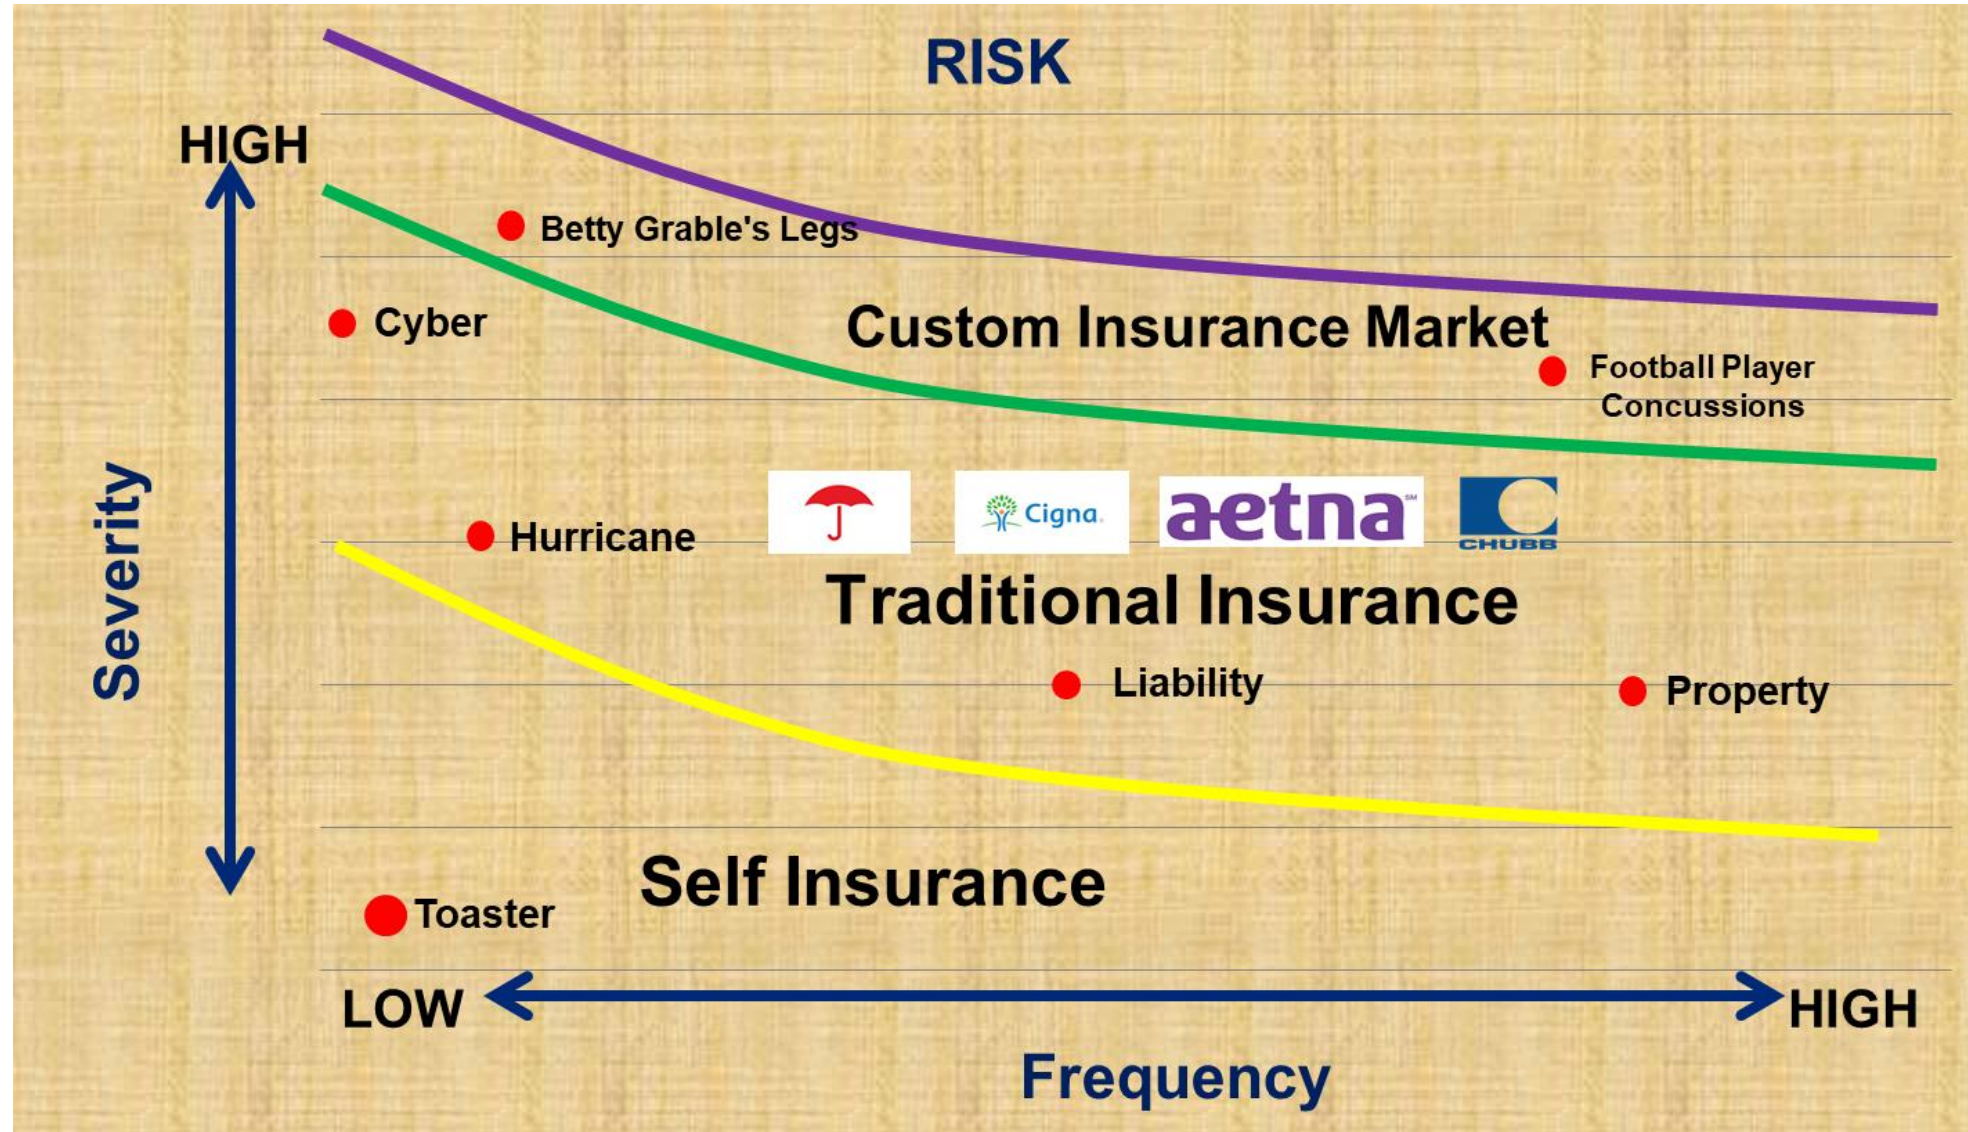 RISK
HIGH
Betty Grable's Legs
Cyber
Custom Insurance Market
Football Player
Concussions
Severity
Hurricane
Cigna.
aetna SM
CHUBB
Traditional Insurance
Liability
Property
Self Insurance
Toaster
LOW
HIGH
Frequency